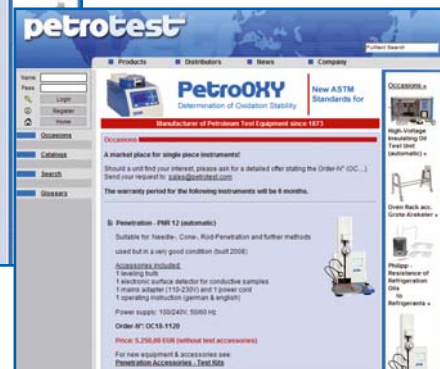 petrotest
Fulltext Search
Products
Distributors
News
Company
Name
Pass
Login
Register
Home
Occasions
Catalogs
Search
Glossary
PetroOXY
Determination of Oxidation Stability
New ASTM
Standards for
Manufacturer of Petroleum Test Equipment since 1873
Occasions
A market place for single piece instruments!
Should a unit find your interest, please ask for a detailed offer stating the Order-N° (OC...).
Send your request to: sales@petrotest.com
The warranty period for the following instruments will be 6 months.
Penetration - PNR 12 (automatic)
Suitable for: Needle-, Cone-, Rod-Penetration and further methods
used but in a very good condition (built 2008)
Accessories included:
1 leveling bulb
1 electronic surface detector for conductive samples
1 mains adapter (110-230V) and 1 power cord
1 operating instruction (german & english)
Power supply: 100/240V, 50/60 Hz
Order-N°: OC18-1120
Price: 5.250,00 EUR (without test accessories)
For new equipment & accessories see:
Penetration Accessories - Test Kits
Occasions »
High-Voltage
Insulating Oil
Test Unit
(automatic) »
Oven Rack acc.
Grote-Krekeler »
Philipp -
Resistance of
Refrigeration
Oils
to
Refrigerants »